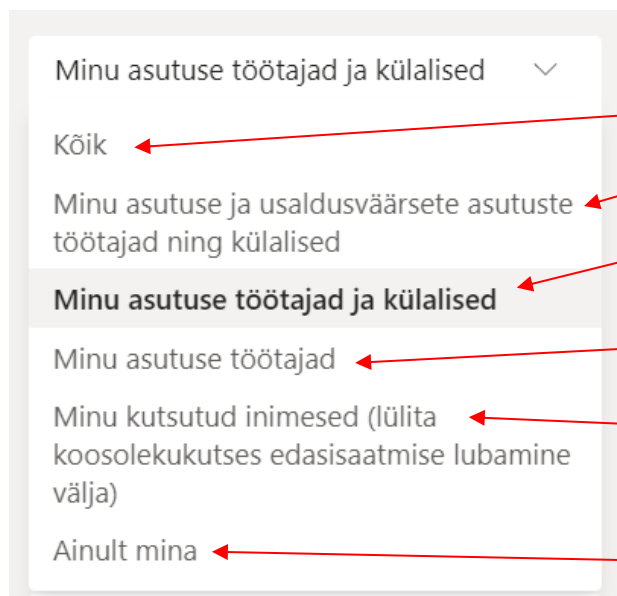 Minu asutuse töötajad ja külalised
Kõik
Minu asutuse ja usaldusväärsete asutuste
töötajad ning külalised
Minu asutuse töötajad ja külalised
Minu asutuse töötajad
Minu kutsutud inimesed (lülita
koosolekukutses edasisaatmise lubamine
välja)
Ainult mina